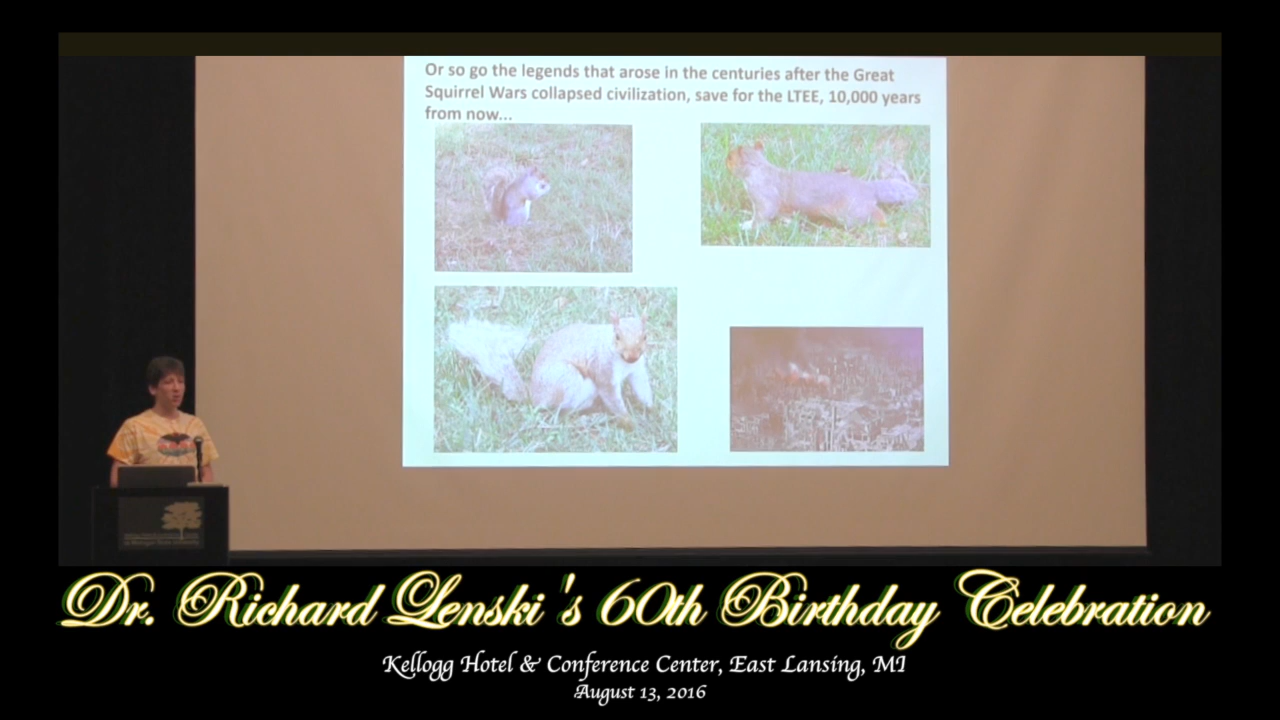 Or so go the legends that arose in the centuries after the Great
Squirrel Wars collapsed civilization, save for the LTEE, 10,000 years
from now...
Dr. Richard Lenski's 60th Birthday Celebration
Kellogg Hotel & Conference Center, East Lansing, MI
August 13, 2016